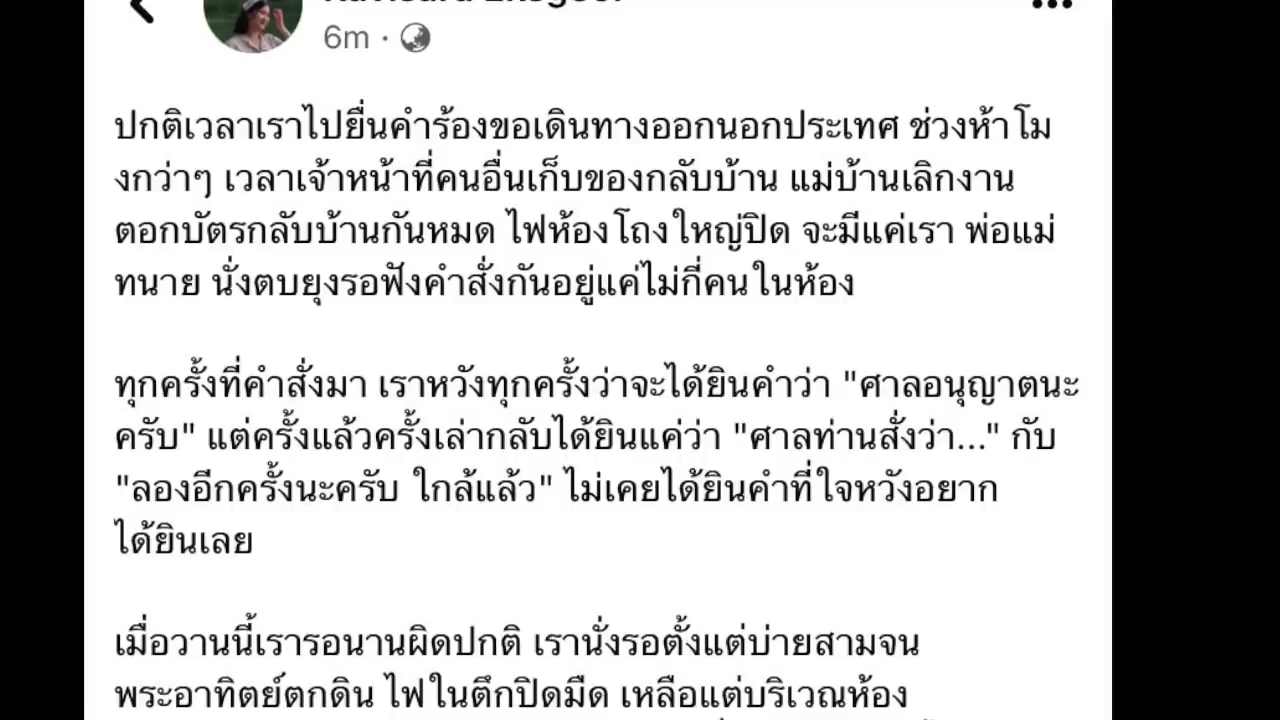 6m ·
ปกติเวลาเราไปยื่นคำร้องขอเดินทางออกนอกประเทศ ช่วงห้าโม
งกว่าๆ เวลาเจ้าหน้าที่คนอื่นเก็บของกลับบ้าน แม่บ้านเลิกงาน
ตอกบัตรกลับบ้านกันหมด ไฟห้องโถงใหญ่ปิด จะมีแค่เรา พ่อแม่
ทนาย นั่งตบยุงรอฟังคำสั่งกันอยู่แค่ไม่กี่คนในห้อง
ทุกครั้งที่คำสั่งมา เราหวังทุกครั้งว่าจะได้ยินคำว่า "ศาลอนุญาตนะ
ครับ" แต่ครั้งแล้วครั้งเล่ากลับได้ยินแค่ว่า "ศาลท่านสั่งว่า..." กับ
"ลองอีกครั้งนะครับ ใกล้แล้ว" ไม่เคยได้ยินคำที่ใจหวังอยาก
ได้ยินเลย
เมื่อวานนี้เรารอนานผิดปกติ เรานั่งรอตั้งแต่บ่ายสามจน
พระอาทิตย์ตกดิน ไฟในตึกปิดมืด เหลือแต่บริเวณห้อง